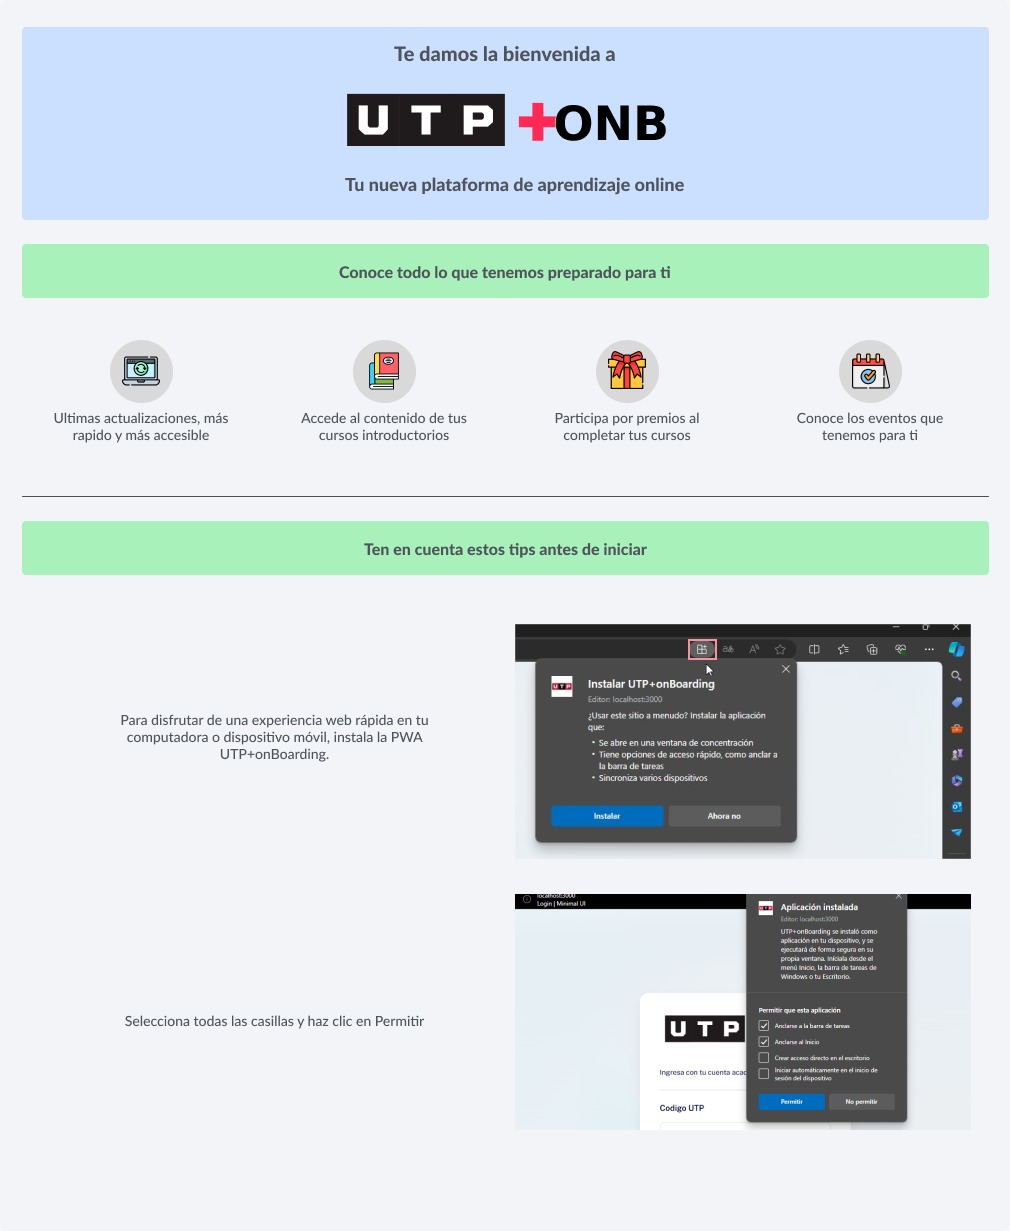 Te damos la bienvenida a
UTP +ONB
Tu nueva plataforma de aprendizaje online
Conoce todo lo que tenemos preparado para ti
Ultimas actualizaciones, más
rapido y más accesible
Accede al contenido de tus
cursos introductorios
Participa por premios al
completar tus cursos
Conoce los eventos que
tenemos para ti
Ten en cuenta estos tips antes de iniciar
Para disfrutar de una experiencia web rápida en tu
computadora o dispositivo móvil, instala la PWA
UTP+onBoarding.
UTP
Instalar UTP+onBoarding
Editor: localhost:3000
¿Usar este sitio a menudo? Instalar la aplicación
que:
• Se abre en una ventana de concentración
• Tiene opciones de acceso rápido, como anclar a
la barra de tareas
• Sincroniza varios dispositivos
Instalar
Ahora no
Selecciona todas las casillas y haz clic en Permitir
localhost:3000
Login | Minimal UI
UTP
Ingresa con tu cuenta
Codigo UTP
UTP
Aplicación instalada
Editor: localhost:3000
UTP+onBoarding se instaló como
aplicación en tu dispositivo, y se
ejecutará de forma segura en su
propia ventana. Iníciala desde el
menú Inicio, la barra de tareas de
Windows o tu Escritorio.
Permitir que esta aplicación
Anclarse a la barra de tareas
Anclarse al Inicio
Crear acceso directo en el escritorio
Iniciar automáticamente en el inicio de
sesión del dispositivo
Permitir
No permitir